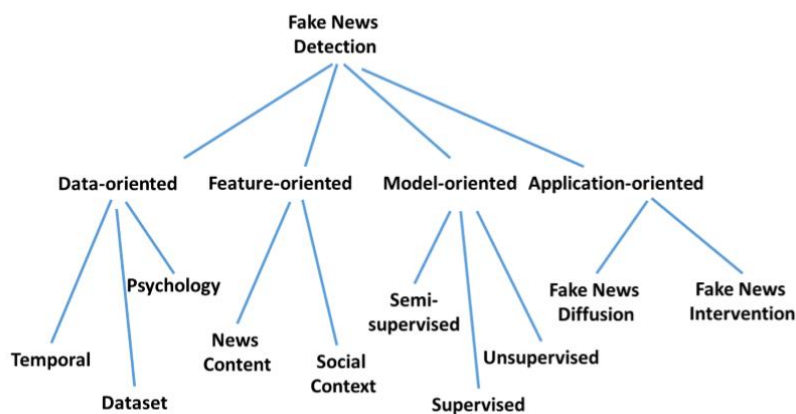 Fake News
Detection
Data-oriented
Feature-oriented
Model-oriented
Application-oriented
Psychology
Temporal
Dataset
News
Content
Social
Context
Semi-
supervised
Unsupervised
Supervised
Fake News
Diffusion
Fake News
Intervention